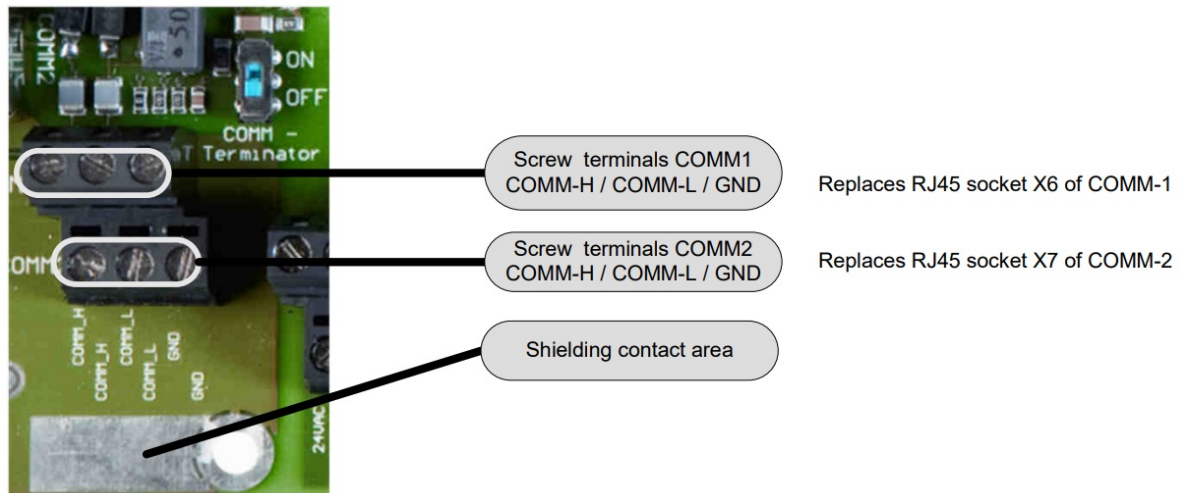 COMM2
ON
OFF
COMM -
Terminator
Screw terminals COMM1
COMM-H / COMM-L / GND
Replaces RJ45 socket X6 of COMM-1
COMM
Screw terminals COMM2
COMM-H / COMM-L / GND
Replaces RJ45 socket X7 of COMM-2
COMM_H
COMM_H
COMM_L
COMM_L
GND
GND
Shielding contact area
24VAC